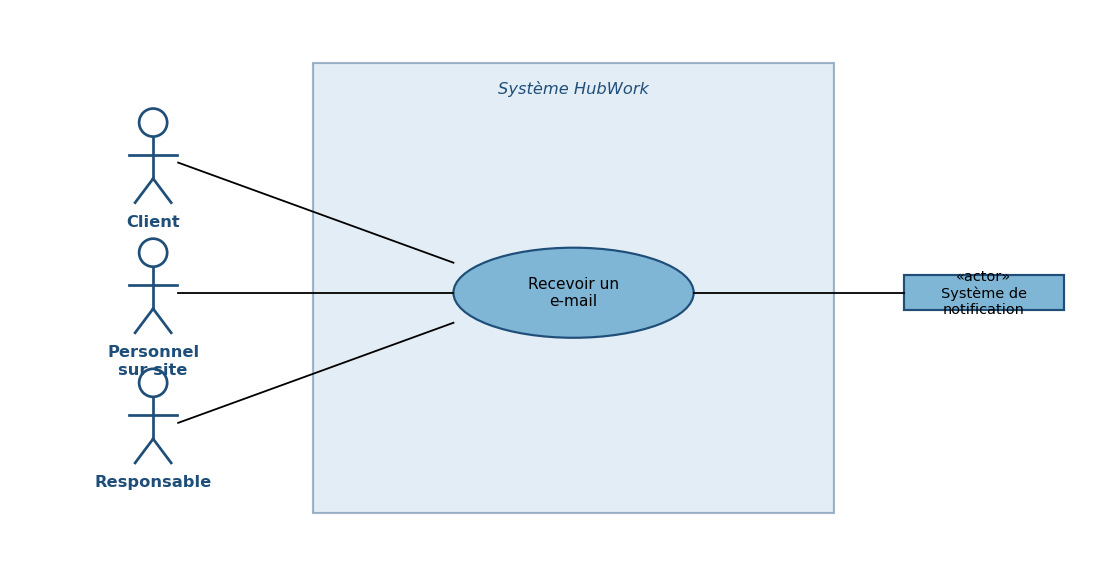 Système HubWork
Client
Recevoir un
e-mail
«actor»
Système de
notification
Personnel
sur site
Responsable